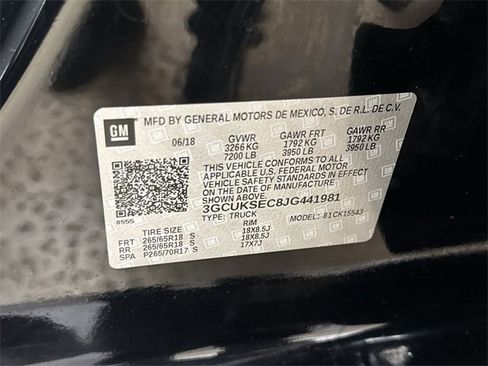 GM MFD BY GENERAL MOTORS DE MEXICO, S. DE R.L. DE C.V.
06/18 GVWR GAWR FRT GAWR RR
3266 KG 1792 KG 1792 KG
7200 LB 3950 LB 3950 LB
THIS VEHICLE CONFORMS TO ALL
APPLICABLE U.S. FEDERAL MOTOR
VEHICLE SAFETY STANDARDS IN EFFECT
ON THE DATE OF MANUFACTURE SHOWN ABOVE.
3GCUKSEC8JG441981
8555 TYPE: TRUCK MODEL: 81CK15543
TIRE SIZE RIM
FRT 265/65R18 S 18X8.5J
RR 265/65R18 S 18X8.5J
SPA P265/70R17 S 17X7J